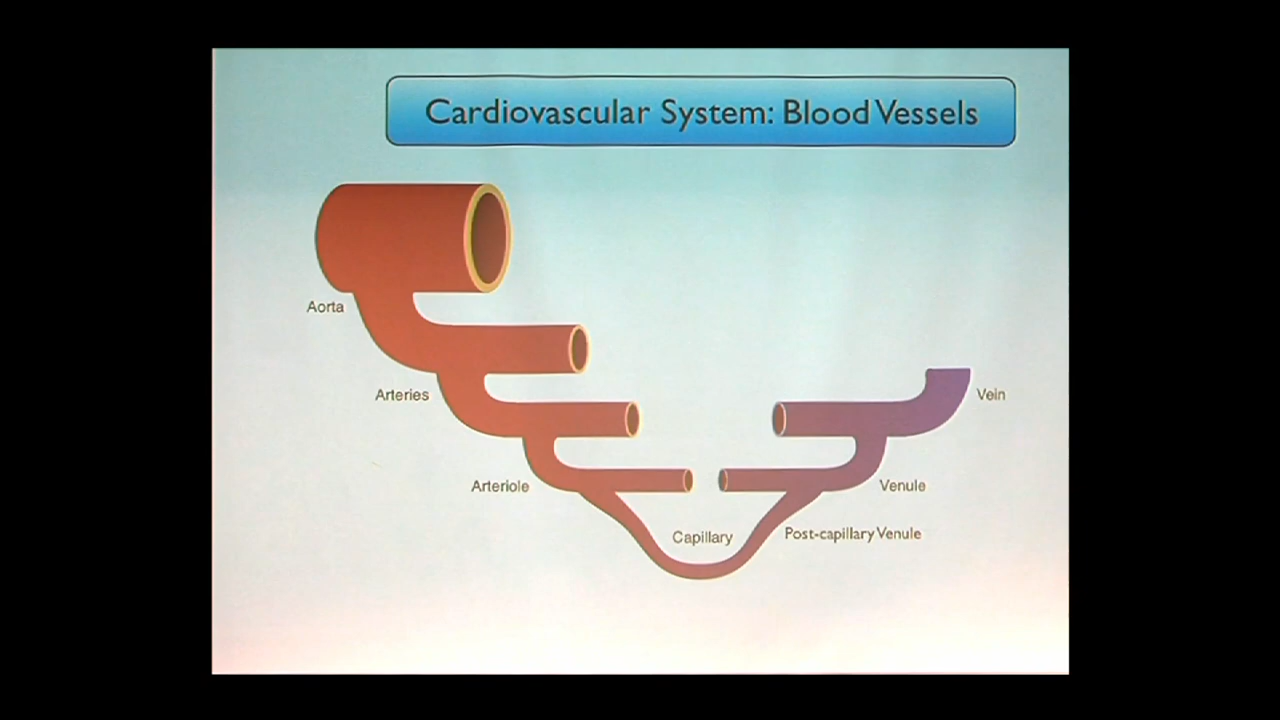 Cardiovascular System: Blood Vessels
Aorta
Arteries
Vein
Arteriole
Venule
Capillary
Post-capillary Venule